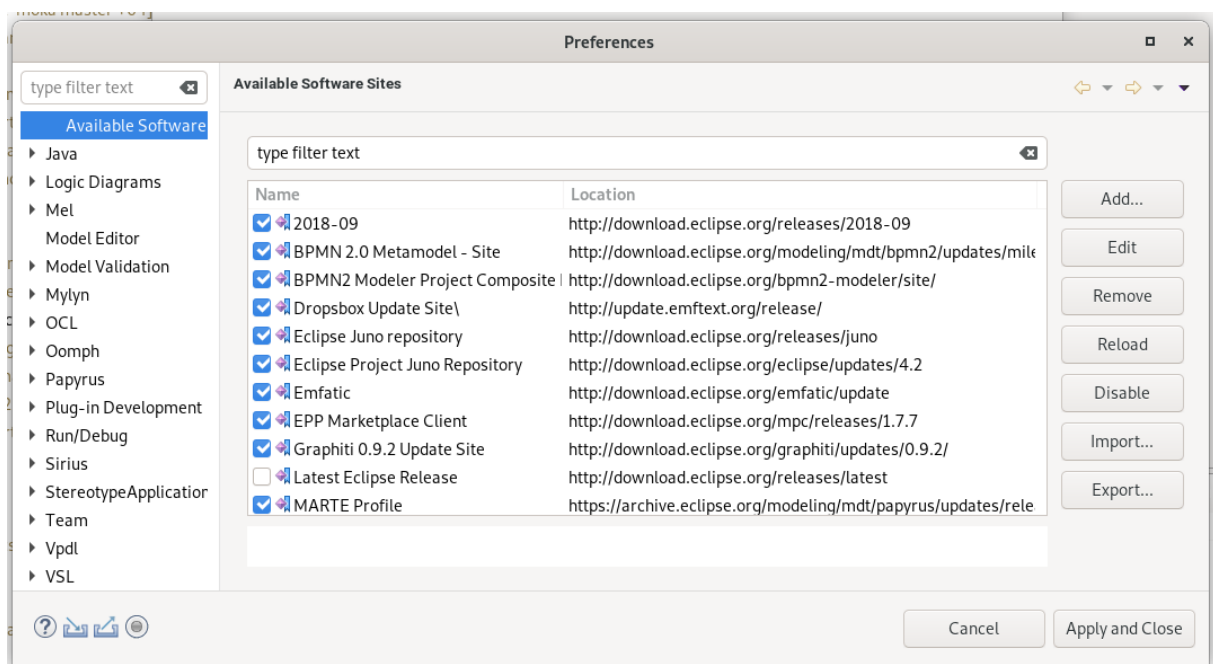 moka master +64]
Preferences
type filter text
Available Software Sites
Available Software
Java
Logic Diagrams
Mel
Model Editor
Model Validation
Mylyn
OCL
Oomph
Papyrus
Plug-in Development
Run/Debug
Sirius
StereotypeApplication
Team
Vpdl
VSL
type filter text
Name Location
2018-09 http://download.eclipse.org/releases/2018-09
BPMN 2.0 Metamodel - Site http://download.eclipse.org/modeling/mdt/bpmn2/updates/mile
BPMN2 Modeler Project Composite http://download.eclipse.org/bpmn2-modeler/site/
Dropsbox Update Site\ http://update.emftext.org/release/
Eclipse Juno repository http://download.eclipse.org/releases/juno
Eclipse Project Juno Repository http://download.eclipse.org/eclipse/updates/4.2
Emfatic http://download.eclipse.org/emfatic/update
EPP Marketplace Client http://download.eclipse.org/mpc/releases/1.7.7
Graphiti 0.9.2 Update Site http://download.eclipse.org/graphiti/updates/0.9.2/
Latest Eclipse Release http://download.eclipse.org/releases/latest
MARTE Profile https://archive.eclipse.org/modeling/mdt/papyrus/updates/rele
Add...
Edit
Remove
Reload
Disable
Import...
Export...
Cancel
Apply and Close